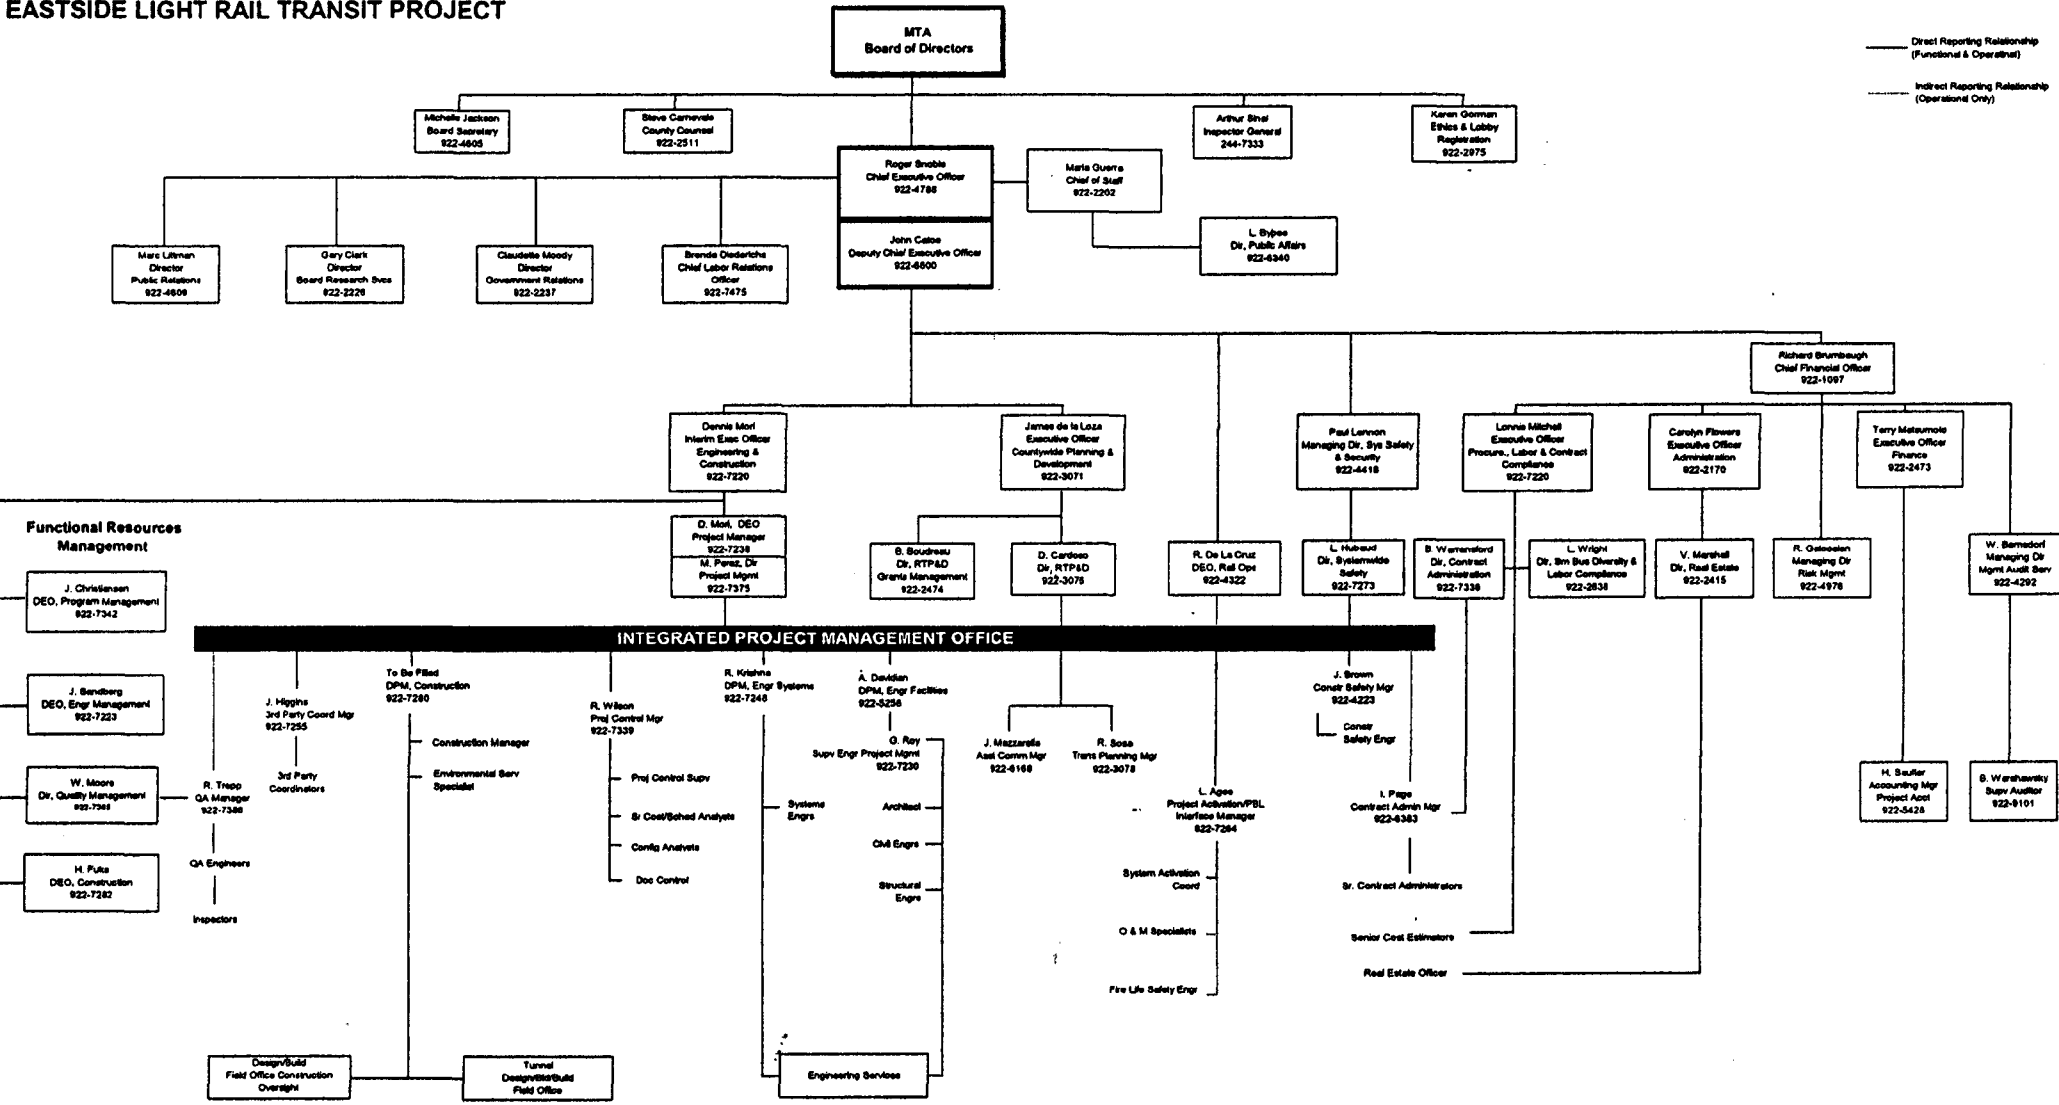 EASTSIDE LIGHT RAIL TRANSIT PROJECT
MTA
Board of Directors
Direct Reporting Relationship
(Functional & Operatinal)
Indirect Reporting Relationship
(Operational Only)
Michelle Jackson
Board Secretary
922-4605
Steve Carnevale
County Counsel
922-2511
Arthur Sinai
Inspector General
244-7333
Karen Gorman
Ethics & Lobby
Registration
922-2975
Roger Snoble
Chief Executive Officer
922-4788
Maria Guerra
Chief of Staff
922-2202
John Catoe
Deputy Chief Executive Officer
922-6800
L. Bybee
Dir, Public Affairs
922-6340
Marc Littman
Director
Public Relations
922-4609
Gary Clark
Director
Board Research Svcs
922-2226
Claudette Moody
Director
Government Relations
922-2237
Brenda Diederichs
Chief Labor Relations
Officer
922-7475
Richard Brumbaugh
Chief Financial Officer
922-1097
Dennis Mori
Interim Exec Officer
Engineering &
Construction
922-7220
James de la Loza
Executive Officer
Countywide Planning &
Development
922-3071
Paul Lennon
Managing Dir, Sys Safety
& Security
922-4416
Lonnie Mitchell
Executive Officer
Procure., Labor & Contract
Compliance
922-7220
Carolyn Flowers
Executive Officer
Administration
922-2170
Terry Matsumoto
Executive Officer
Finance
922-2473
Functional Resources
Management
D. Mori, DEO
Project Manager
922-7238
M. Perez, Dir
Project Mgmt
922-7375
B. Boudreau
Dir, RTP&D
Grants Management
922-2474
D. Cardoso
Dir, RTP&D
922-3076
R. De La Cruz
DEO, Rail Ops
922-4322
L. Hubaud
Dir, Systemwide
Safety
922-7273
B. Warrensford
Dir, Contract
Administration
922-7338
L. Wright
Dir, Sm Bus Diversity &
Labor Compliance
922-2638
V. Marshall
Dir, Real Estate
922-2415
R.
Managing Dir
Risk Mgmt
922-4976
W. Bernsdorf
Managing Dir
Mgmt Audit Serv
922-4292
J. Christiansen
DEO, Program Management
922-7342
INTEGRATED PROJECT MANAGEMENT OFFICE
J. Sandberg
DEO, Engr Management
922-7223
W. Moore
Dir, Quality Management
H. Fuks
DEO, Construction
922-7282
R. Trapp
QA Manager
922-7386
QA Engineers
Inspectors
J. Higgins
3rd Party Coord Mgr
922-7255
3rd Party
Coordinators
To Be Filled
DPM, Construction
922-7280
Construction Manager
Environmental Serv
Specialist
R. Wilson
Proj Control Mgr
922-7339
Proj Control Supv
Sr Cost/Sched Analysts
Config Analysts
Doc Control
R. Krishna
DPM, Engr Systems
922-7248
Systems
Engrs
A. Davidian
DPM, Engr Facilities
922-5258
G. Roy
Supv Engr Project Mgmt
922-7230
Architect
Civil Engrs
Structural
Engrs
J. Mazzarella
Asst Comm Mgr
922-6168
R. Sosa
Trans Planning Mgr
922-3078
L. Agee
Project Activation/PBL
Interface Manager
922-7264
System Activation
Coord
O & M Specialists
Fire Life Safety Engr
J. Brown
Constr Safety Mgr
922-4223
Constr
Safety Engr
I. Page
Contract Admin Mgr
922-6383
Sr. Contract Administrators
Senior Cost Estimators
Real Estate Officer
H. Saufler
Accounting Mgr
Project Acct
922-5428
B. Warshawsky
Supv Auditor
922-9101
Design/Build
Field Office Construction
Oversight
Tunnel
Design/Bid/Build
Field Office
Engineering Services